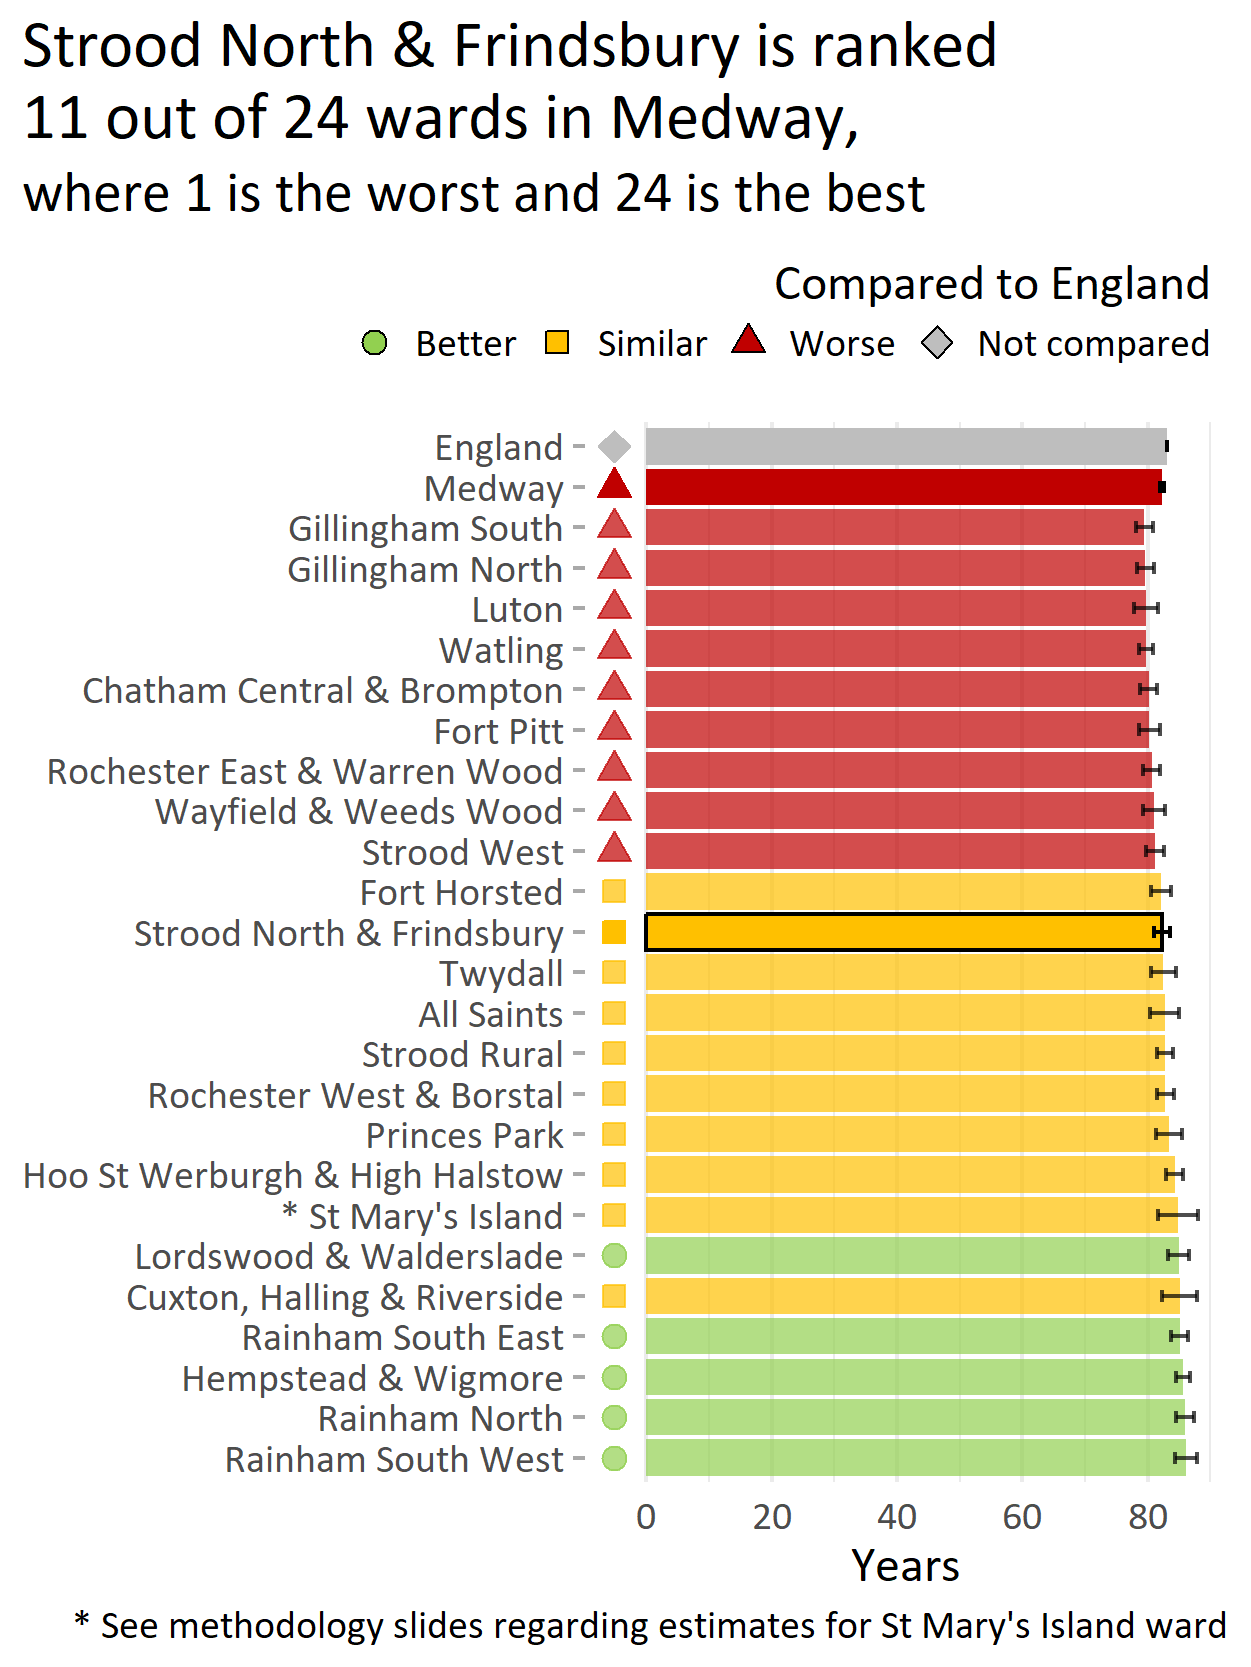 Strood North & Frindsbury is ranked
11 out of 24 wards in Medway,
where 1 is the worst and 24 is the best
Compared to England
Better Similar Worse Not compared
England
Medway
Gillingham South
Gillingham North
Luton
Watling
Chatham Central & Brompton
Fort Pitt
Rochester East & Warren Wood
Wayfield & Weeds Wood
Strood West
Fort Horsted
Strood North & Frindsbury
Twydall
All Saints
Strood Rural
Rochester West & Borstal
Princes Park
Hoo St Werburgh & High Halstow
* St Mary's Island
Lordswood & Walderslade
Cuxton, Halling & Riverside
Rainham South East
Hempstead & Wigmore
Rainham North
Rainham South West
0 20 40 60 80
Years
* See methodology slides regarding estimates for St Mary's Island ward